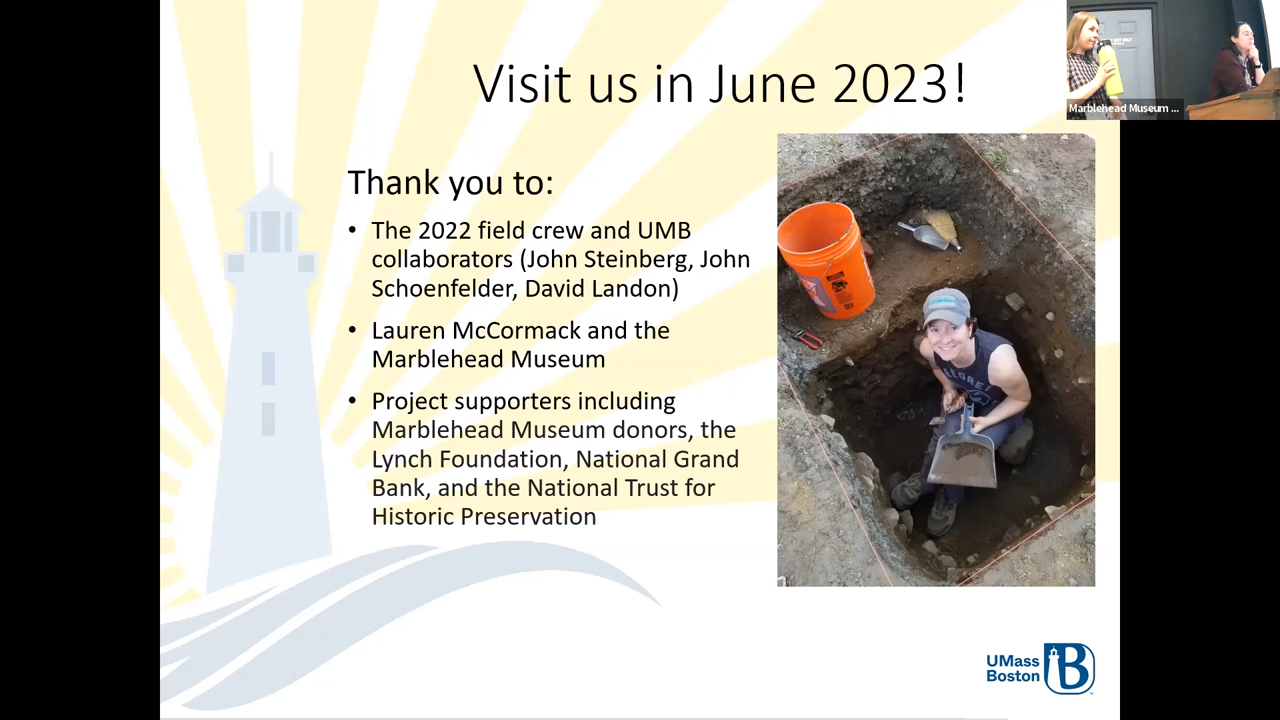 Visit us in June 2023!
Marblehead Museum ...
Thank you to:
• The 2022 field crew and UMB
collaborators (John Steinberg, John
Schoenfelder, David Landon)
• Lauren McCormack and the
Marblehead Museum
• Project supporters including
Marblehead Museum donors, the
Lynch Foundation, National Grand
Bank, and the National Trust for
Historic Preservation
UMass
Boston
B